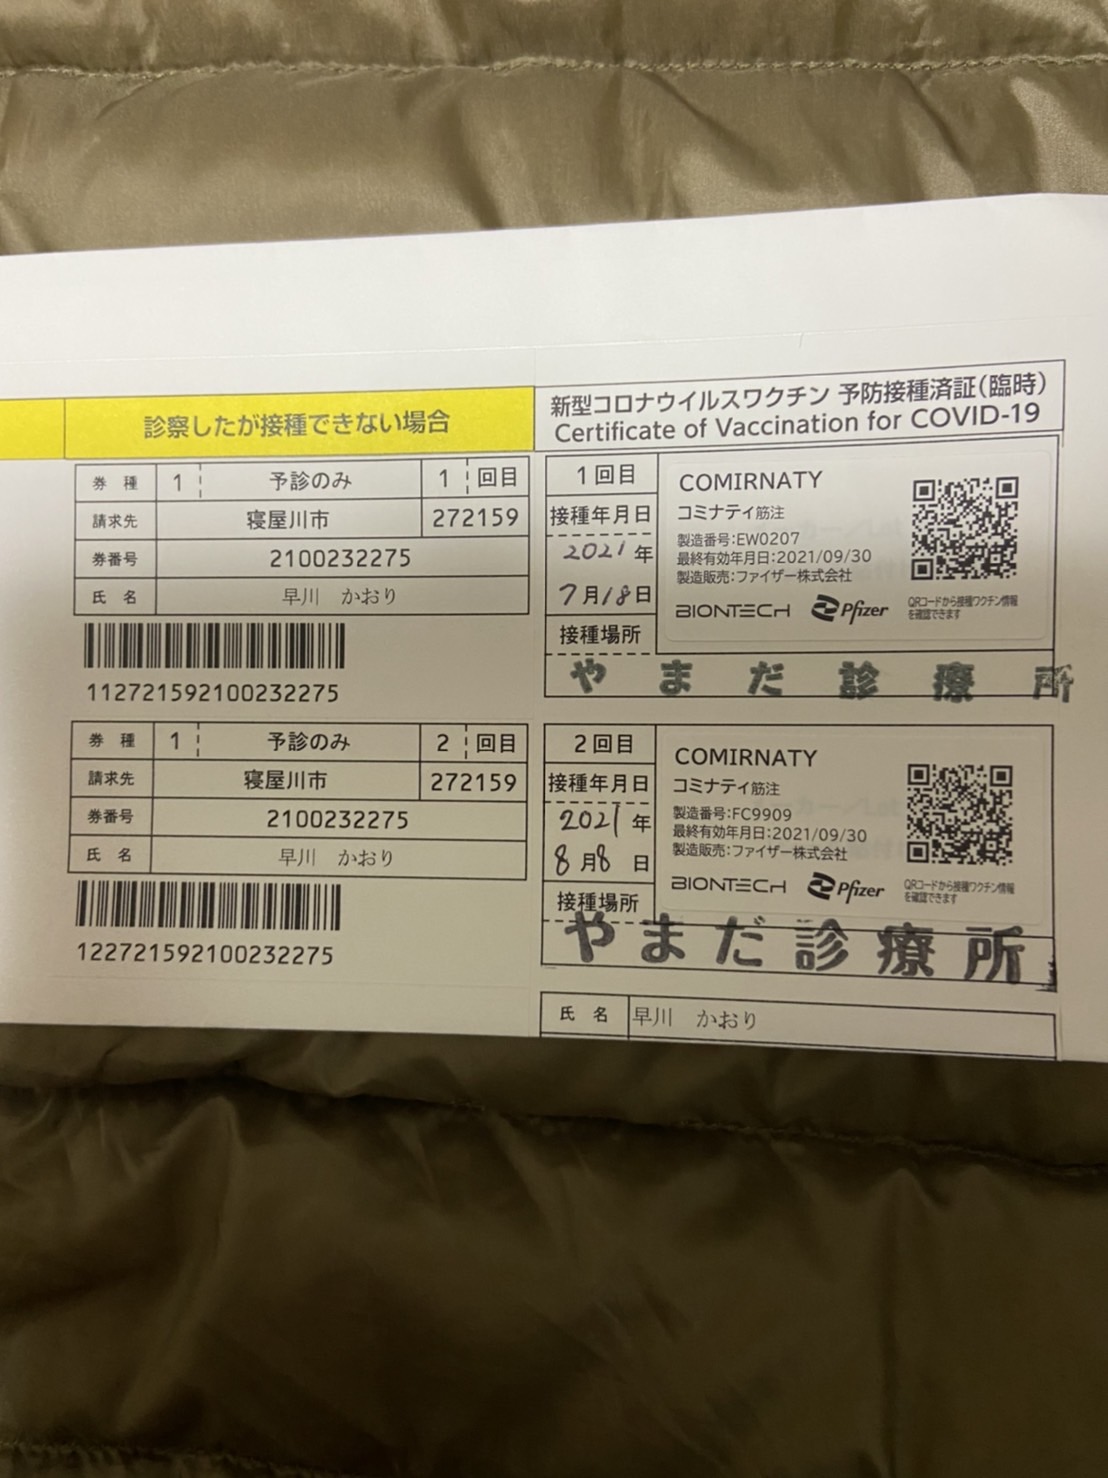 診察したが接種できない場合
券 種 1 予診のみ 1 回目
請求先 寝屋川市 272159
券番号 2100232275
氏 名 早川 かおり
112721592100232275
券 種 1 予診のみ 2 回目
請求先 寝屋川市 272159
券番号 2100232275
氏 名 早川 かおり
122721592100232275
新型コロナウイルスワクチン 予防接種済証(臨時)
Certificate of Vaccination for COVID-19
1回目
接種年月日
2021年
7月18日
接種場所
COMIRNATY
コミナティ筋注
製造番号:EW0207
最終有効年月日:2021/09/30
製造販売:ファイザー株式会社
BIONTECH Pfizer
QRコードから接種ワクチン情報
を確認できます
やまだ診療所
2回目
接種年月日
2021年
8月8日
接種場所
COMIRNATY
コミナティ筋注
製造番号:FC9909
最終有効年月日:2021/09/30
製造販売:ファイザー株式会社
BIONTECH Pfizer
QRコードから接種ワクチン情報
を確認できます
やまだ診療所
氏 名 早川 かおり